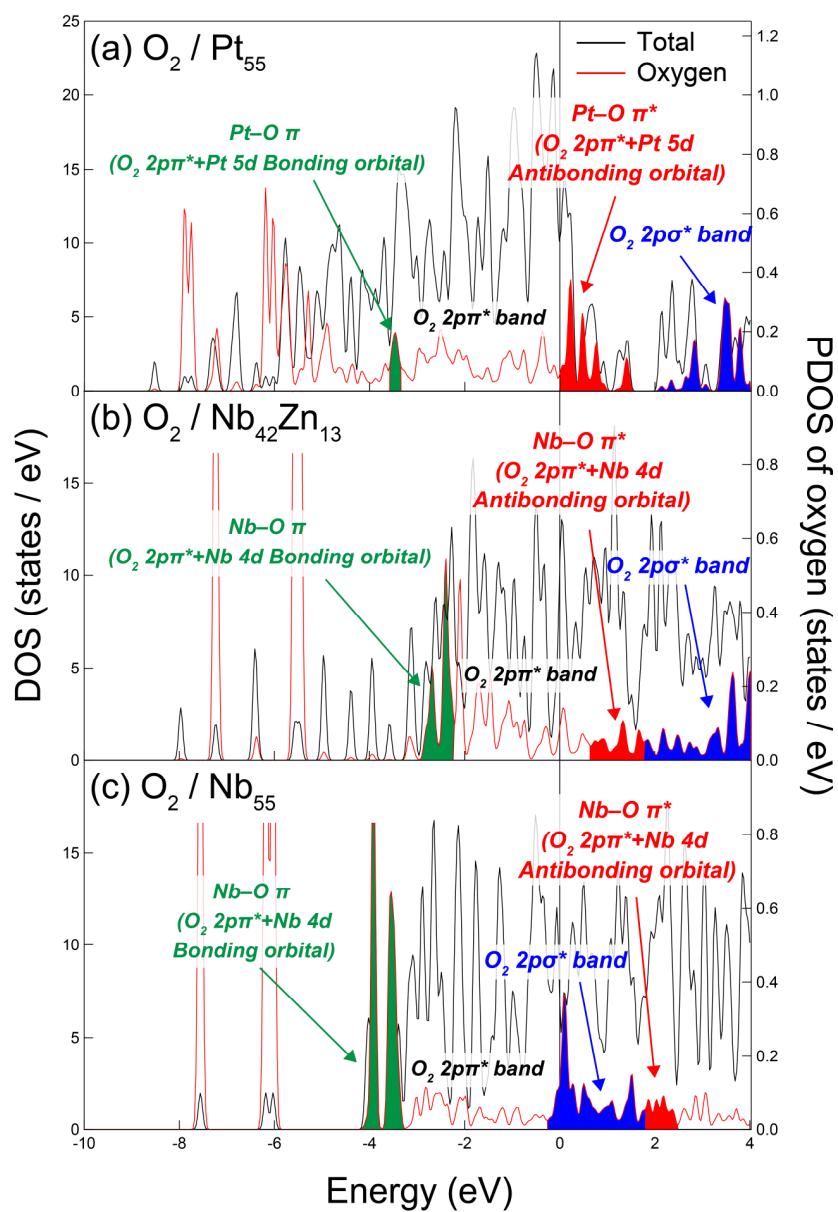 (a) O₂ / Pt₅₅
Total
Oxygen
Pt–O π
(O₂ 2pπ*+Pt 5d Bonding orbital)
Pt–O π*
(O₂ 2pπ*+Pt 5d
Antibonding orbital)
O₂ 2pσ* band
O₂ 2pπ* band
25
20
15
10
5
0
1.2
1.0
0.8
0.6
0.4
0.2
0.0
(b) O₂ / Nb₄₂Zn₁₃
Nb–O π
(O₂ 2pπ*+Nb 4d Bonding orbital)
Nb–O π*
(O₂ 2pπ*+Nb 4d
Antibonding orbital)
O₂ 2pσ* band
O₂ 2pπ* band
15
10
5
0
0.8
0.6
0.4
0.2
0.0
(c) O₂ / Nb₅₅
Nb–O π
(O₂ 2pπ*+Nb 4d
Bonding orbital)
Nb–O π*
(O₂ 2pπ*+Nb 4d
Antibonding orbital)
O₂ 2pσ* band
O₂ 2pπ* band
15
10
5
0
0.8
0.6
0.4
0.2
0.0
-10
-8
-6
-4
-2
0
2
4
DOS (states / eV)
PDOS of oxygen (states / eV)
Energy (eV)